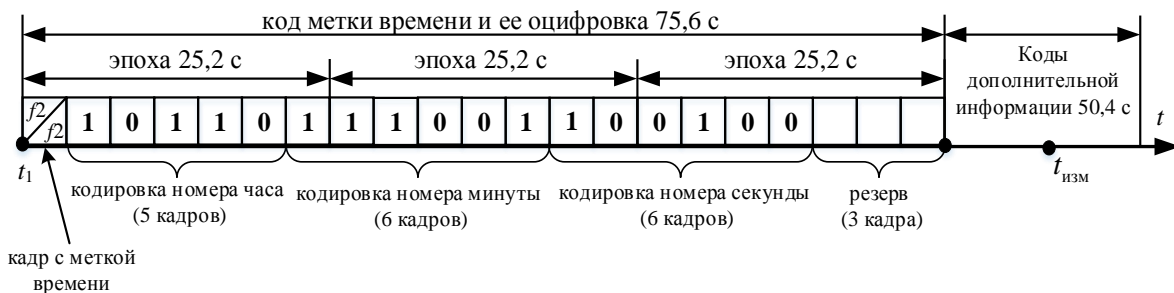 код метки времени и ее оцифровка 75,6 с
эпоха 25,2 с эпоха 25,2 с эпоха 25,2 с
Коды
дополнительной
информации 50,4 с
f2 f2 1 0 1 1 0 1 1 1 0 0 1 1 0 0 1 0 0
t
t1
tизм
кодировка номера часа
(5 кадров)
кодировка номера минуты
(6 кадров)
кодировка номера секунды
(6 кадров)
резерв
(3 кадра)
кадр с меткой
времени